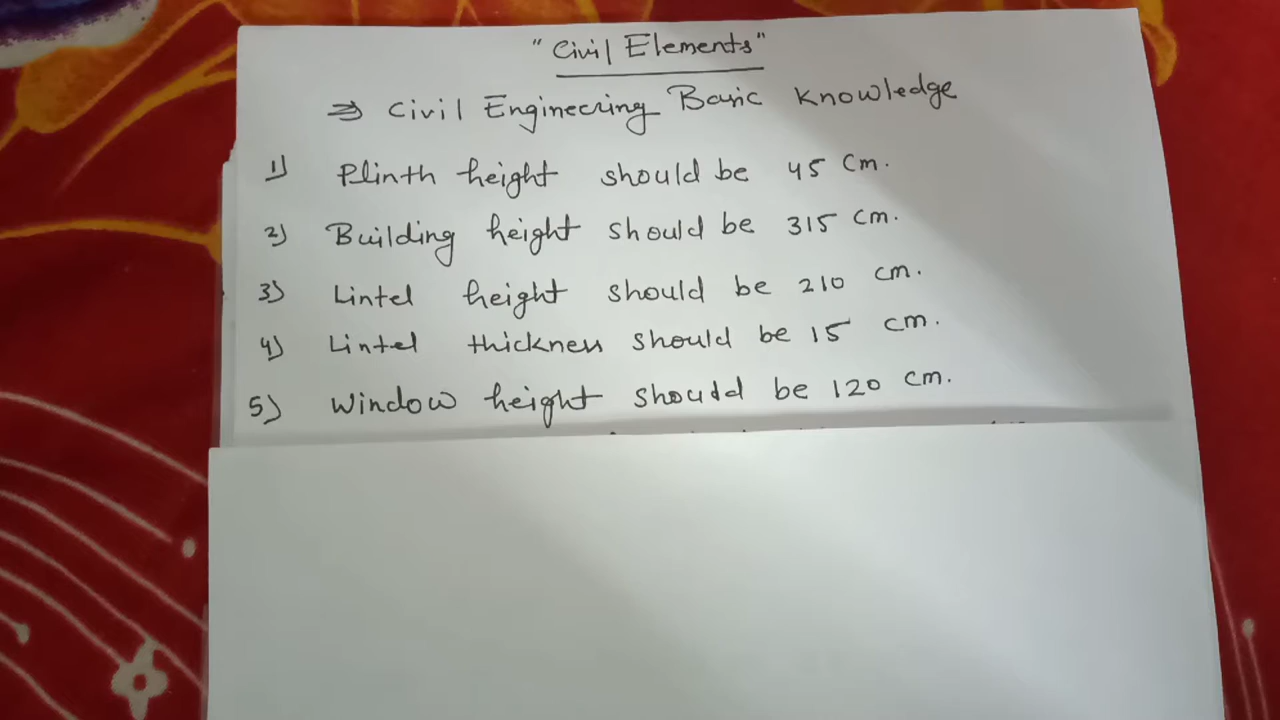 "Civil Elements"
⇒ Civil Engineering Basic Knowledge
1) Plinth height should be 45 cm.
2) Building height should be 315 cm.
3) Lintel height should be 210 cm.
4) Lintel thickness should be 15 cm.
5) Window height should be 120 cm.